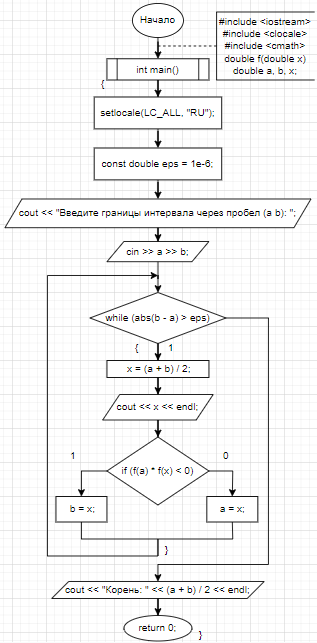 Начало
#include <iostream>
#include <clocale>
#include <cmath>
double f(double x)
double a, b, x;
int main()
{
setlocale(LC_ALL, "RU");
const double eps = 1e-6;
cout << "Введите границы интервала через пробел (a b): ";
cin >> a >> b;
while (abs(b - a) > eps)
{ 1
x = (a + b) / 2;
cout << x << endl;
1
0
if (f(a) * f(x) < 0)
b = x;
a = x;
}
cout << "Корень: " << (a + b) / 2 << endl;
return 0;
}